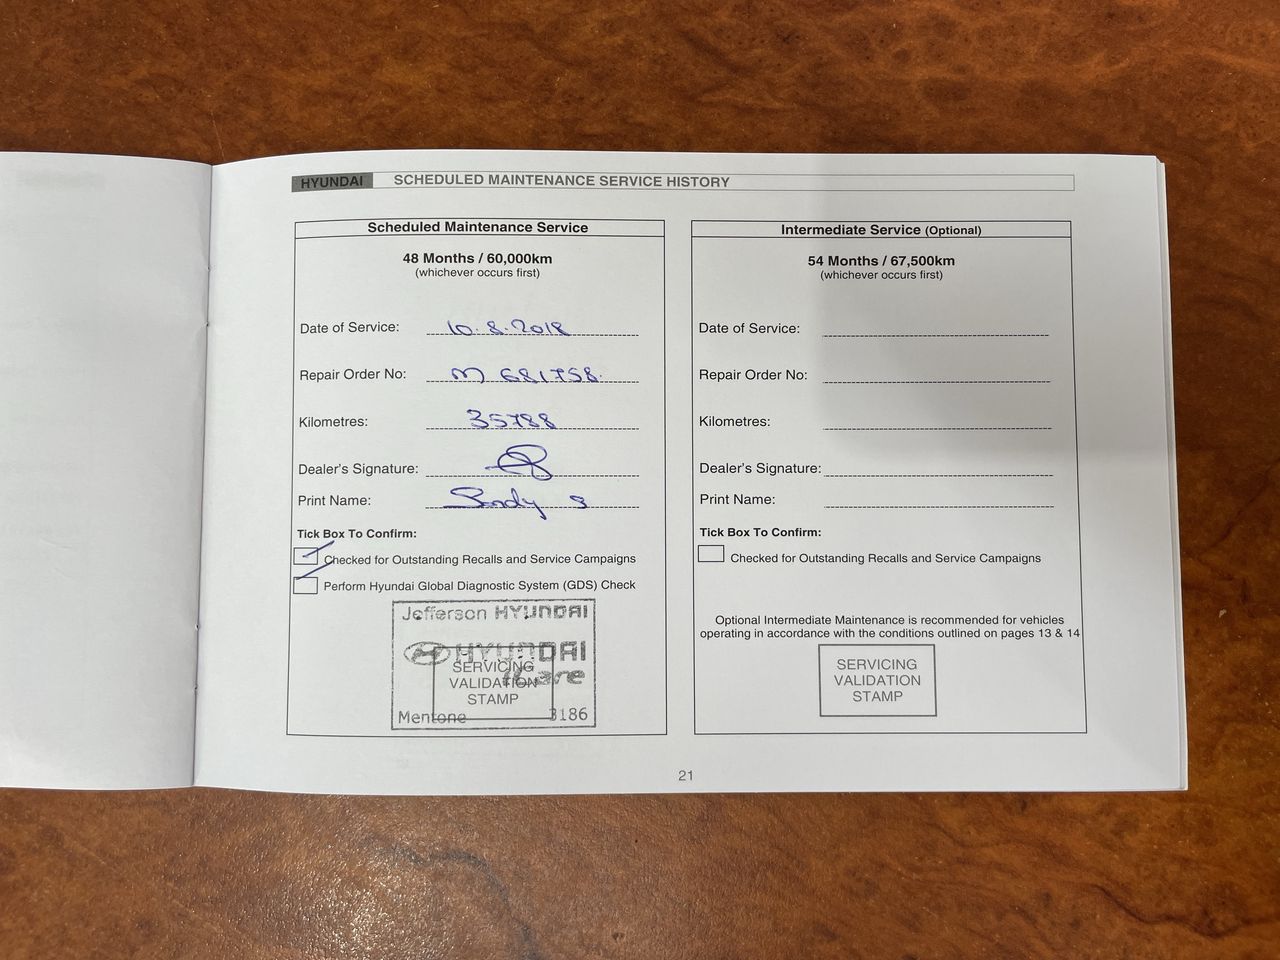 HYUNDAI SCHEDULED MAINTENANCE SERVICE HISTORY
Scheduled Maintenance Service
48 Months / 60,000km
(whichever occurs first)
Date of Service: 10.8.2018
Repair Order No: M 681758
Kilometres: 35788
Dealer's Signature:
Print Name: Sandy S
Tick Box To Confirm:
Checked for Outstanding Recalls and Service Campaigns
Perform Hyundai Global Diagnostic System (GDS) Check
Jefferson HYUNDAI
HYUNDAI
iCare
SERVICING
VALIDATION
STAMP
Mentone 3186
Intermediate Service (Optional)
54 Months / 67,500km
(whichever occurs first)
Date of Service:
Repair Order No:
Kilometres:
Dealer's Signature:
Print Name:
Tick Box To Confirm:
Checked for Outstanding Recalls and Service Campaigns
Optional Intermediate Maintenance is recommended for vehicles
operating in accordance with the conditions outlined on pages 13 & 14
SERVICING
VALIDATION
STAMP
21